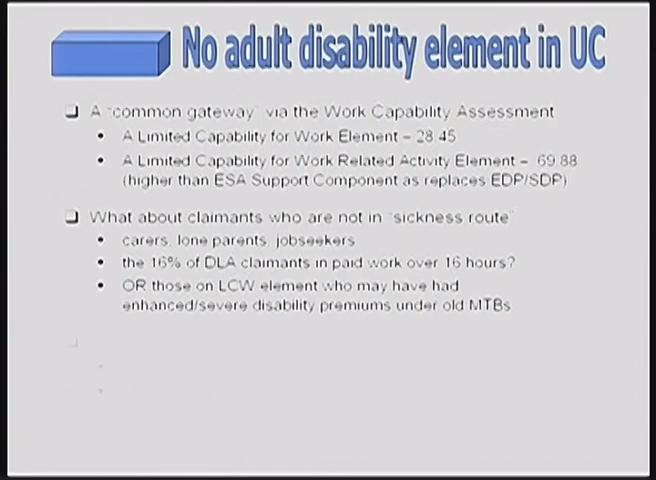 No adult disability element in UC
❑ A "common gateway" via the Work Capability Assessment
• A Limited Capability for Work Element – 28.45
• A Limited Capability for Work Related Activity Element – 69.88
(higher than ESA Support Component as replaces EDP/SDP)
❑ What about claimants who are not in "sickness route"
• carers, lone parents, jobseekers
• the 16% of DLA claimants in paid work over 16 hours?
• OR those on LCW element who may have had
enhanced/severe disability premiums under old MTBs